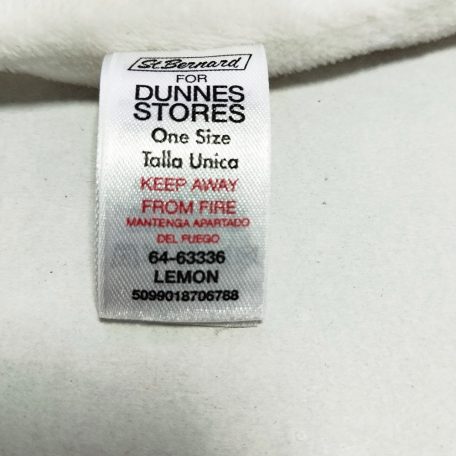 St.Bernard
FOR
DUNNES
STORES
One Size
Talla Unica
KEEP AWAY
FROM FIRE
MANTENGA APARTADO
DEL FUEGO
64-63336
LEMON
5099018706788